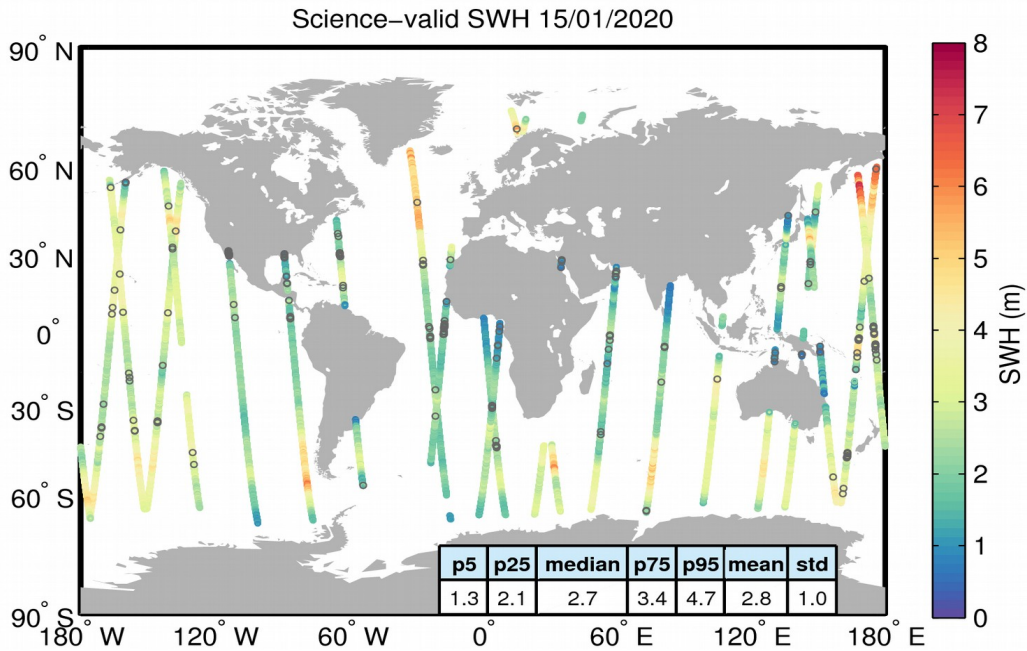 Science−valid SWH 15/01/2020
90° N
60° N
30° N
0°
30° S
60° S
90° S
180° W
120° W
60° W
0°
60° E
120° E
180° E
p5 p25 median p75 p95 mean std
1.3 2.1 2.7 3.4 4.7 2.8 1.0
8
7
6
5
4
3
2
1
0
SWH (m)